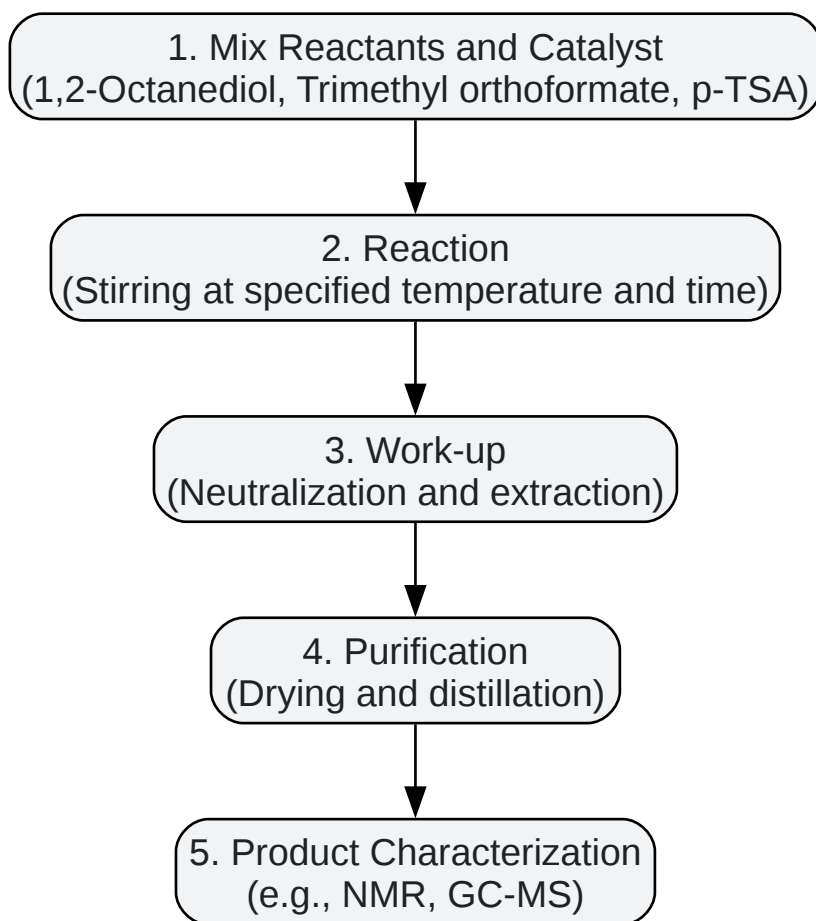 1. Mix Reactants and Catalyst
(1,2-Octanediol, Trimethyl orthoformate, p-TSA)
2. Reaction
(Stirring at specified temperature and time)
3. Work-up
(Neutralization and extraction)
4. Purification
(Drying and distillation)
5. Product Characterization
(e.g., NMR, GC-MS)